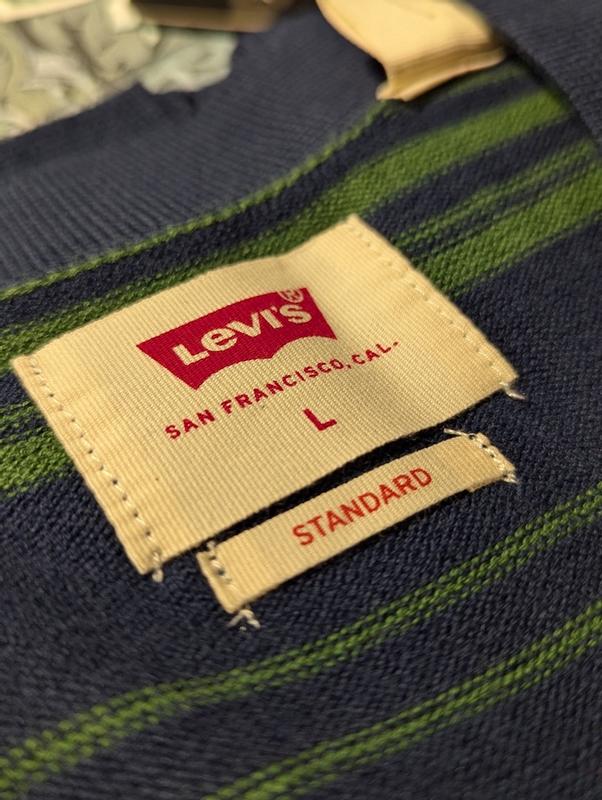 Levi's®
SAN FRANCISCO, CAL.
L
STANDARD